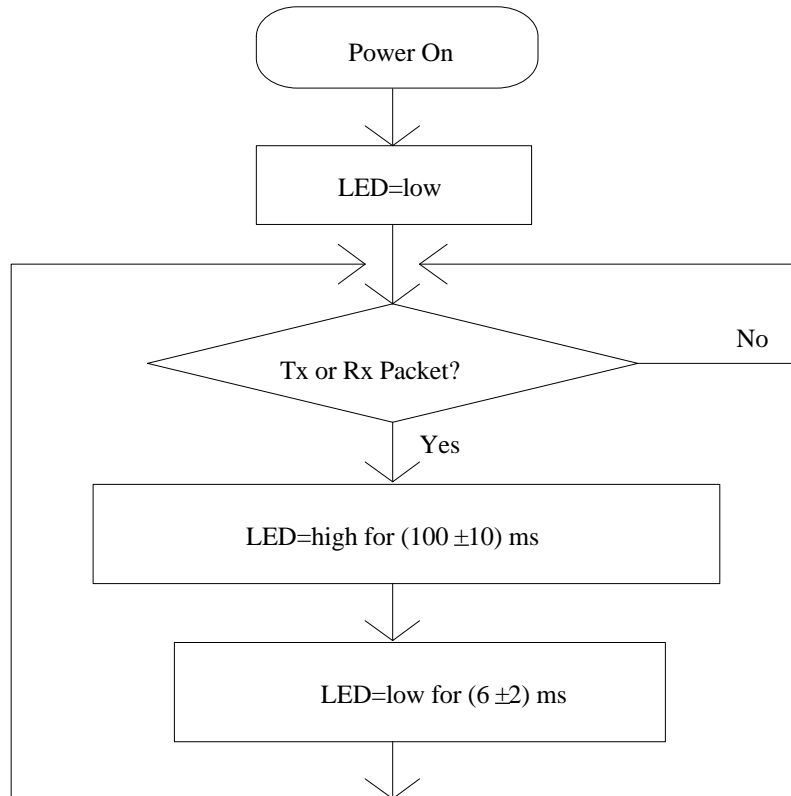 Power On
LED=low
Tx or Rx Packet?
No
Yes
LED=high for (100 ±10) ms
LED=low for (6 ±2) ms